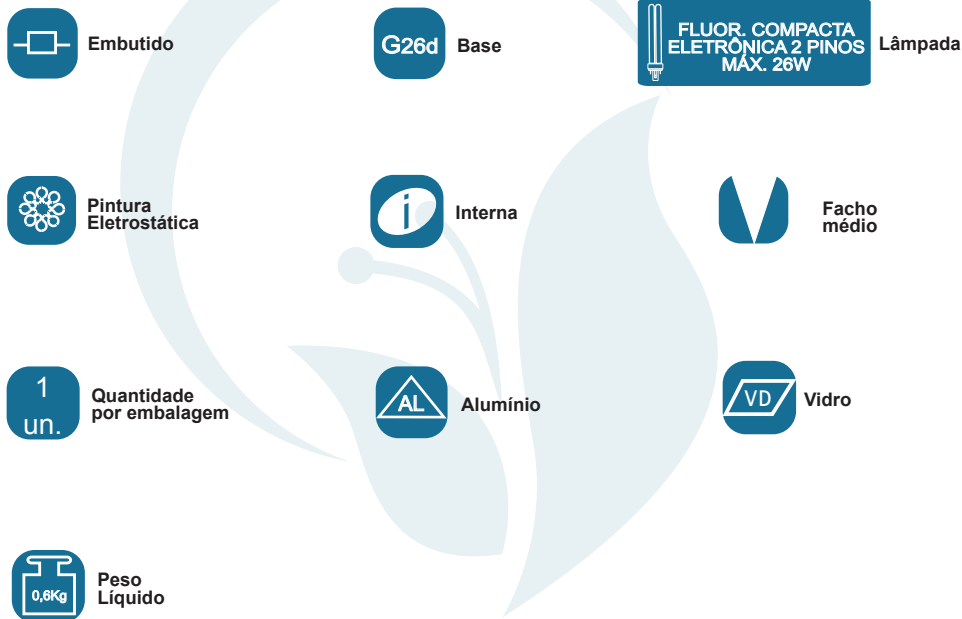 Embutido
G26d
Base
FLUOR. COMPACTA
ELETRÔNICA 2 PINOS
MÁX. 26W
Lâmpada
Pintura
Eletrostática
i
Interna
Facho
médio
1
un.
Quantidade
por embalagem
AL
Alumínio
VD
Vidro
0,6Kg
Peso
Líquido